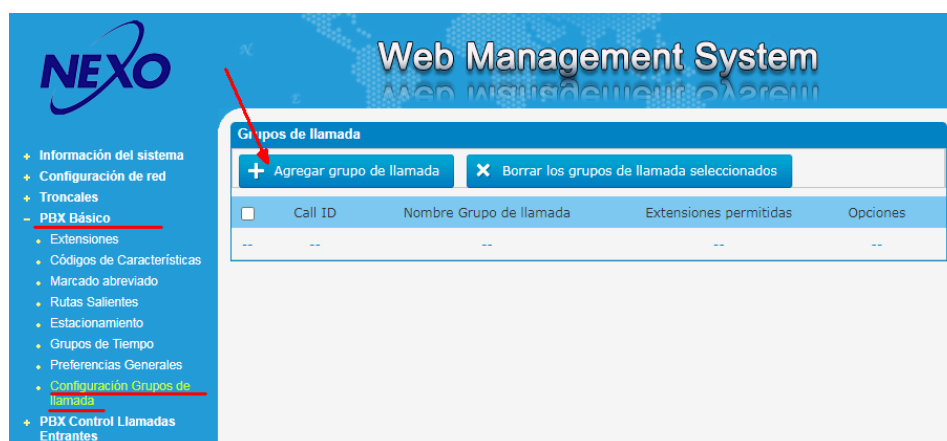 NEXO
Web Management System
Información del sistema
Configuración de red
Troncales
PBX Básico
Extensiones
Códigos de Características
Marcado abreviado
Rutas Salientes
Estacionamiento
Grupos de Tiempo
Preferencias Generales
Configuración Grupos de
llamada
PBX Control Llamadas
Entrantes
Grupos de llamada
Agregar grupo de llamada Borrar los grupos de llamada seleccionados
Call ID Nombre Grupo de llamada Extensiones permitidas Opciones
-- -- -- -- --